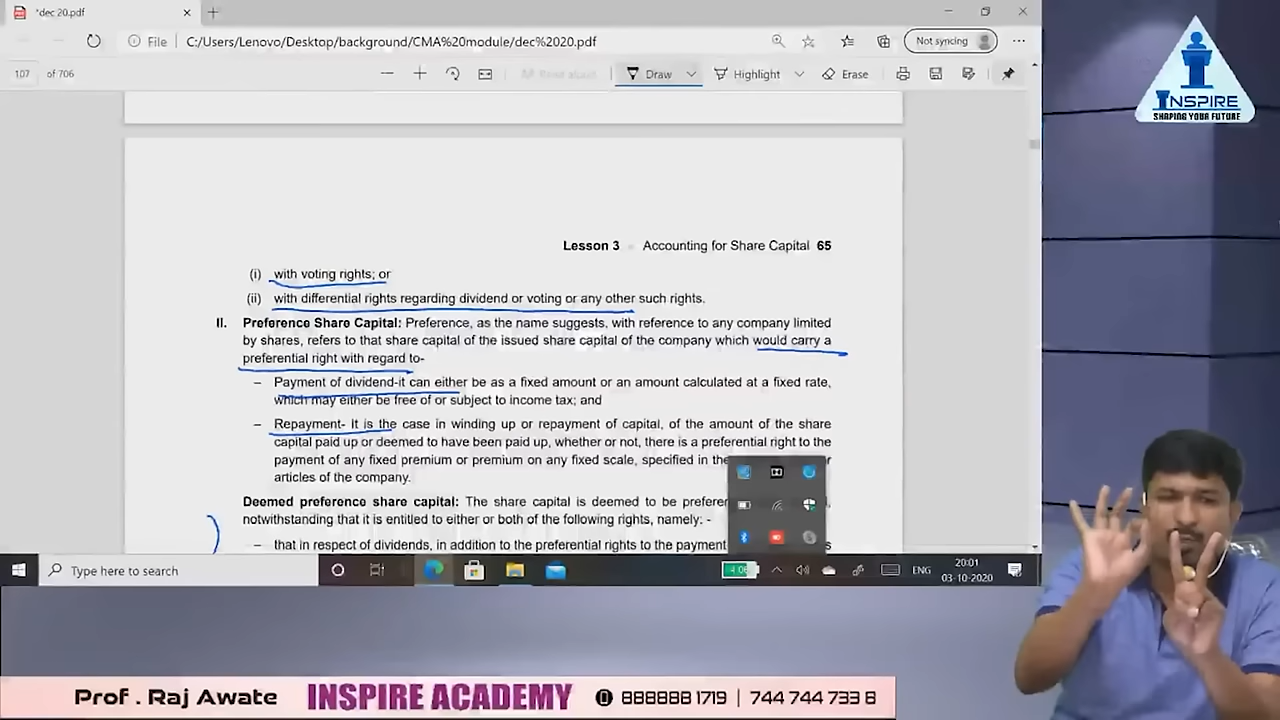 *dec 20.pdf
File
C:/Users/Lenovo/Desktop/background/CMA%20module/dec%2020.pdf
Not syncing
107 of 706
Read aloud
Draw
Highlight
Erase
INSPIRE
SHAPING YOUR FUTURE
Lesson 3 Accounting for Share Capital 65
(i) with voting rights; or
(ii) with differential rights regarding dividend or voting or any other such rights.
II. Preference Share Capital: Preference, as the name suggests, with reference to any company limited
by shares, refers to that share capital of the issued share capital of the company which would carry a
preferential right with regard to-
– Payment of dividend-it can either be as a fixed amount or an amount calculated at a fixed rate,
which may either be free of or subject to income tax; and
– Repayment- It is the case in winding up or repayment of capital, of the amount of the share
capital paid up or deemed to have been paid up, whether or not, there is a preferential right to the
payment of any fixed premium or premium on any fixed scale, specified in the
articles of the company.
Deemed preference share capital: The share capital is deemed to be
notwithstanding that it is entitled to either or both of the following rights, namely; -
– that in respect of dividends, in addition to the preferential rights to the payment
Type here to search
ENG
20:01
03-10-2020
Prof. Raj Awate INSPIRE ACADEMY 888888 1719 | 744 744 733 8